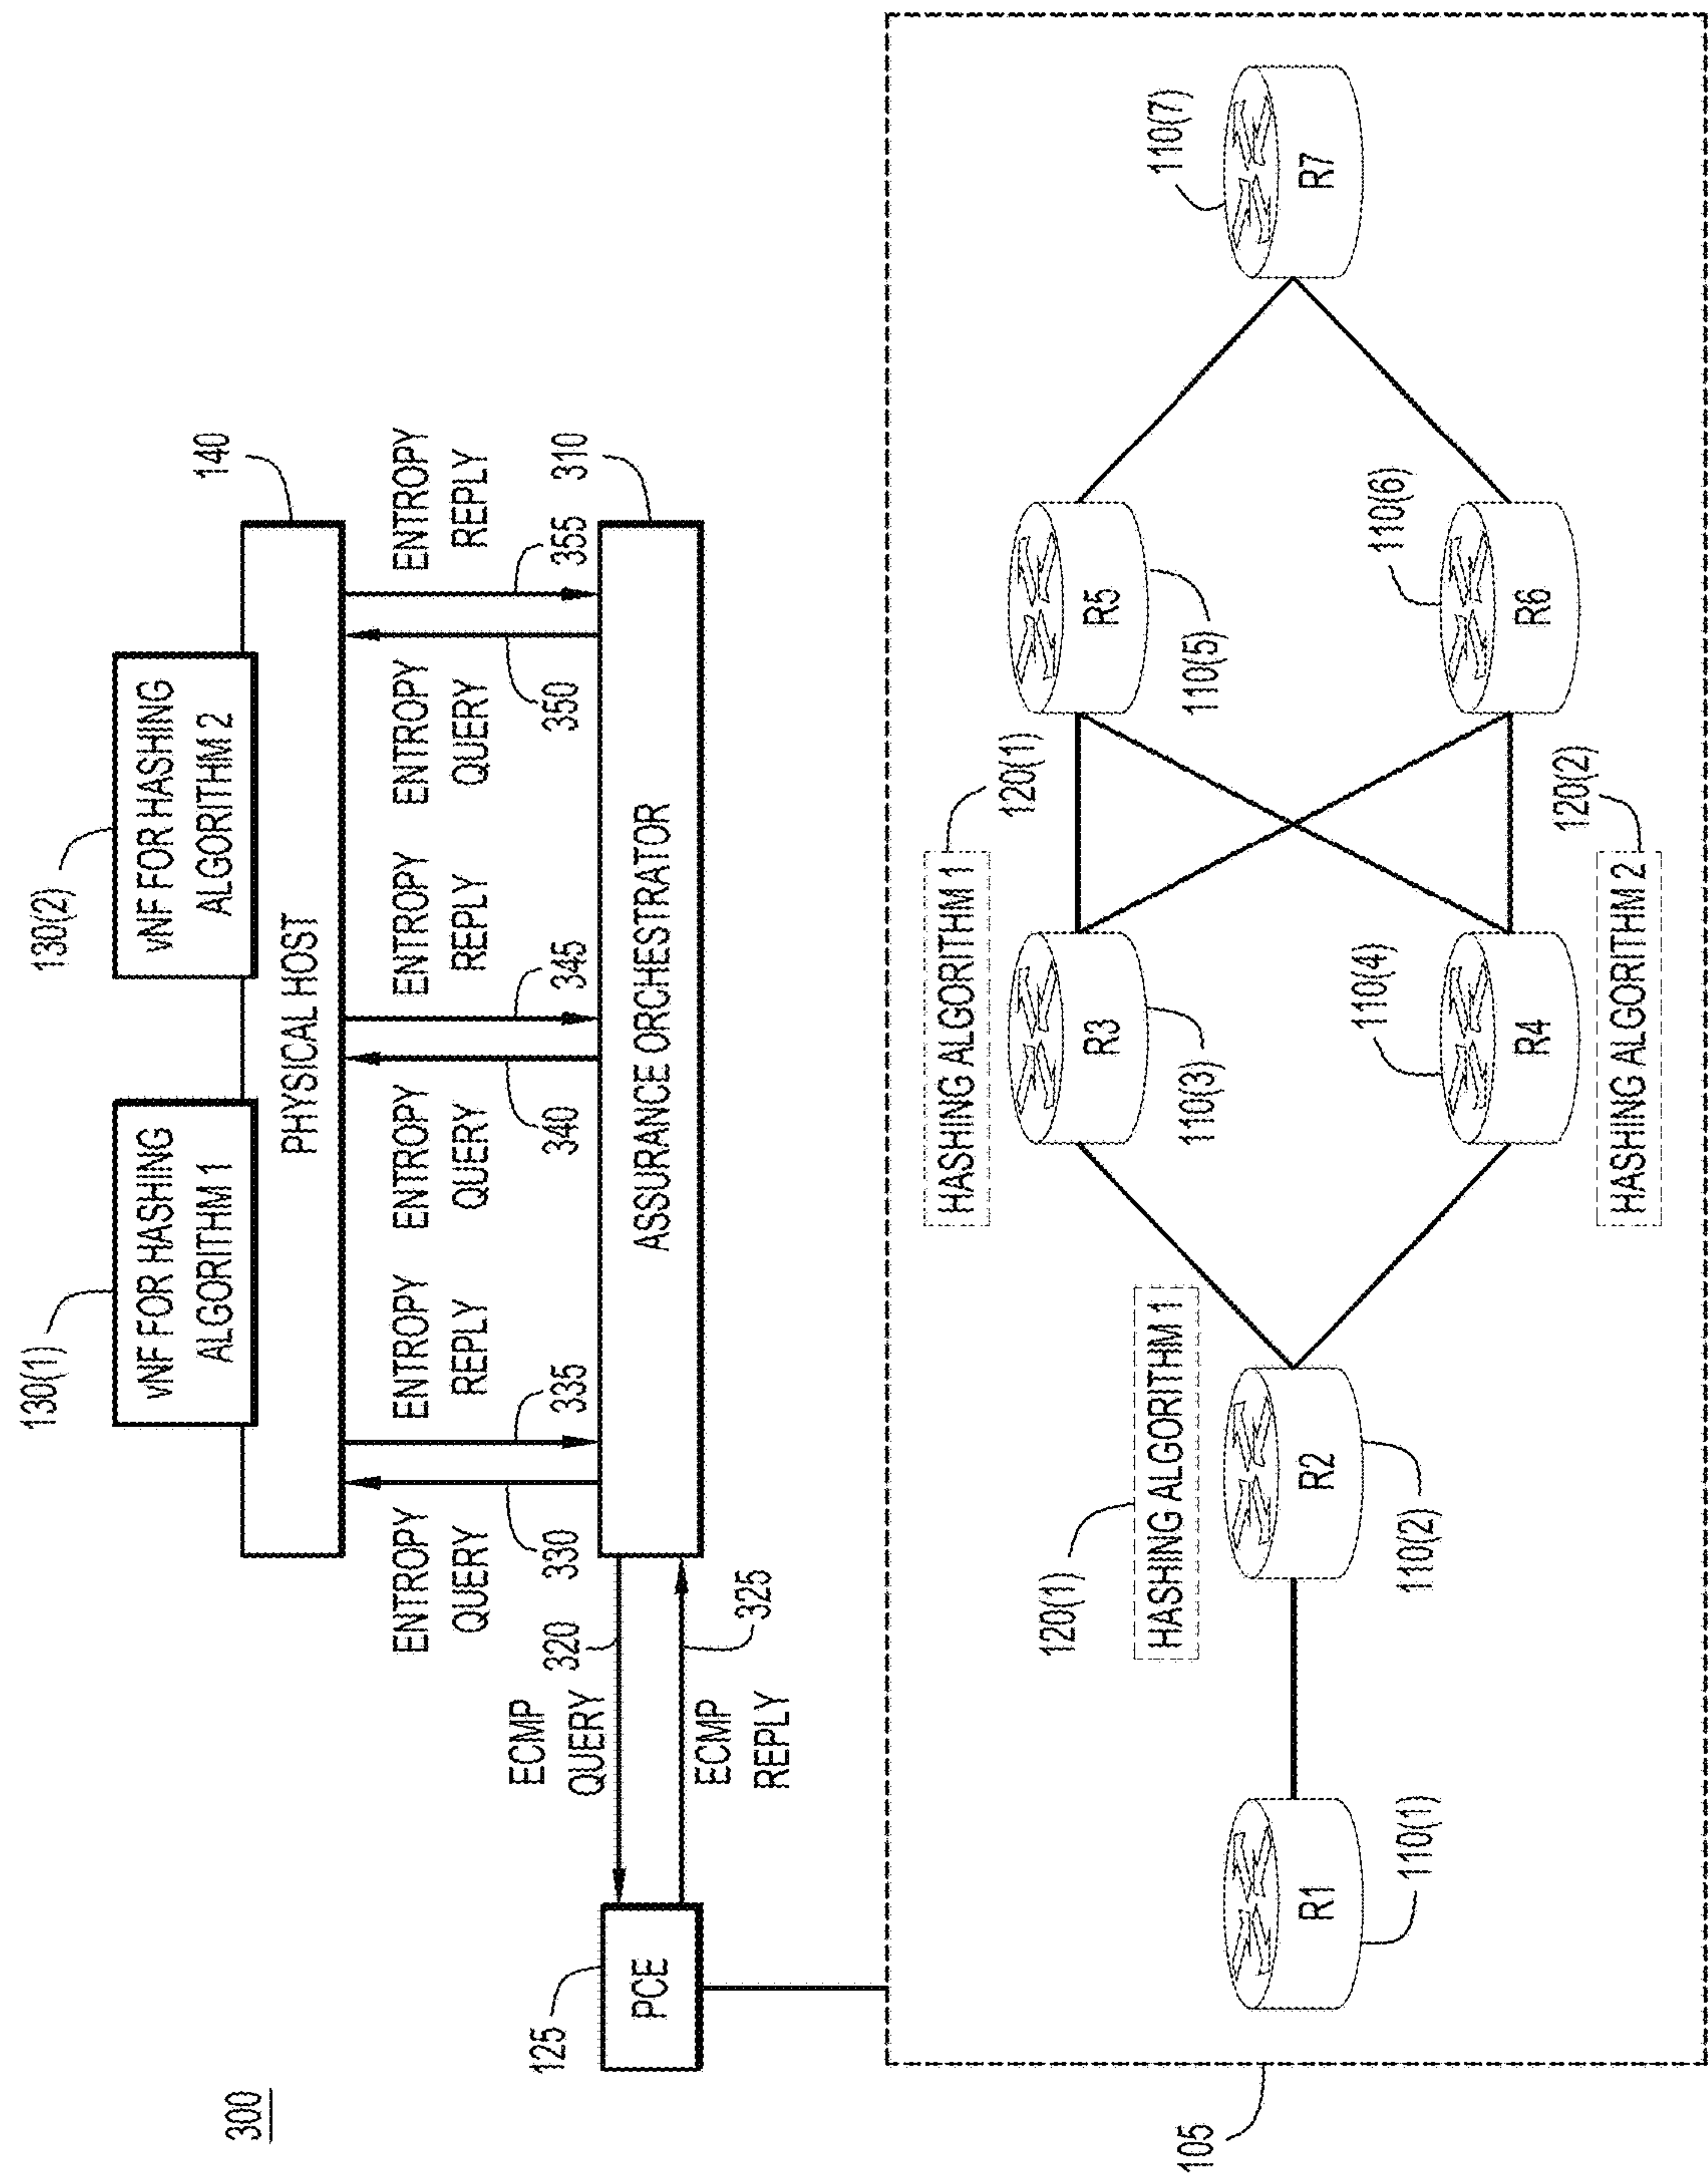 300
130(1)
130(2)
vNF FOR HASHING
ALGORITHM 1
vNF FOR HASHING
ALGORITHM 2
140
PHYSICAL HOST
ENTROPY
QUERY
330
ENTROPY
REPLY
335
ENTROPY
QUERY
340
ENTROPY
REPLY
345
ENTROPY
QUERY
350
ENTROPY
REPLY
355
310
ASSURANCE ORCHESTRATOR
ECMP
QUERY
320
ECMP
REPLY
325
125
PCE
105
120(1)
HASHING ALGORITHM 1
HASHING ALGORITHM 1
120(1)
R1
110(1)
R2
110(2)
R3
110(3)
R4
110(4)
R5
110(5)
R6
110(6)
R7
110(7)
HASHING ALGORITHM 2
120(2)